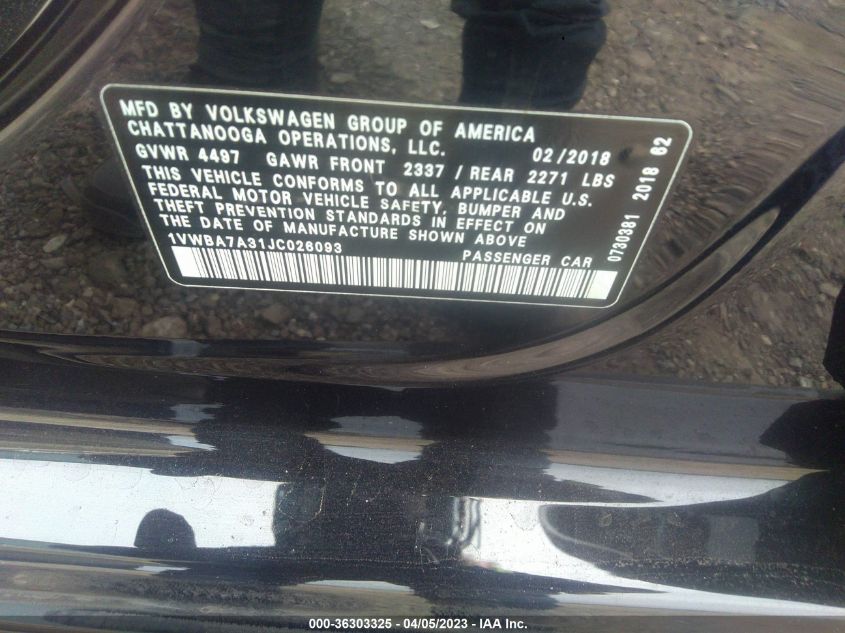 MFD BY VOLKSWAGEN GROUP OF AMERICA
CHATTANOOGA OPERATIONS, LLC. 02/2018
GVWR 4497 GAWR FRONT 2337 / REAR 2271 LBS
THIS VEHICLE CONFORMS TO ALL APPLICABLE U.S.
FEDERAL MOTOR VEHICLE SAFETY, BUMPER AND
THEFT PREVENTION STANDARDS IN EFFECT ON
THE DATE OF MANUFACTURE SHOWN ABOVE
1VWBA7A31JC026093 PASSENGER CAR
0730381 2018 62
000-36303325 - 04/05/2023 - IAA Inc.